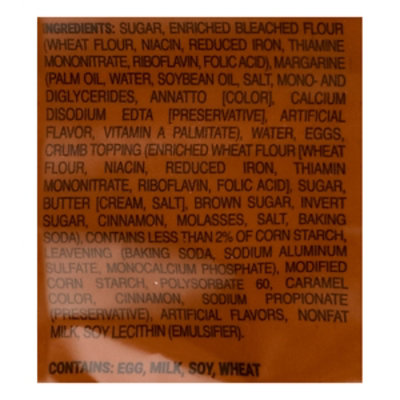 INGREDIENTS: SUGAR, ENRICHED BLEACHED FLOUR
(WHEAT FLOUR, NIACIN, REDUCED IRON, THIAMINE
MONONITRATE, RIBOFLAVIN, FOLIC ACID), MARGARINE
(PALM OIL, WATER, SOYBEAN OIL, SALT, MONO- AND
DIGLYCERIDES, ANNATTO [COLOR], CALCIUM
DISODIUM EDTA [PRESERVATIVE], ARTIFICIAL
FLAVOR, VITAMIN A PALMITATE), WATER, EGGS,
CRUMB TOPPING (ENRICHED WHEAT FLOUR [WHEAT
FLOUR, NIACIN, REDUCED IRON, THIAMIN
MONONITRATE, RIBOFLAVIN, FOLIC ACID], SUGAR,
BUTTER [CREAM, SALT], BROWN SUGAR, INVERT
SUGAR, CINNAMON, MOLASSES, SALT, BAKING
SODA), CONTAINS LESS THAN 2% OF CORN STARCH,
LEAVENING (BAKING SODA, SODIUM ALUMINUM
SULFATE, MONOCALCIUM PHOSPHATE), MODIFIED
CORN STARCH, POLYSORBATE 60, CARAMEL
COLOR, CINNAMON, SODIUM PROPIONATE
(PRESERVATIVE), ARTIFICIAL FLAVORS, NONFAT
MILK, SOY LECITHIN (EMULSIFIER).
CONTAINS: EGG, MILK, SOY, WHEAT